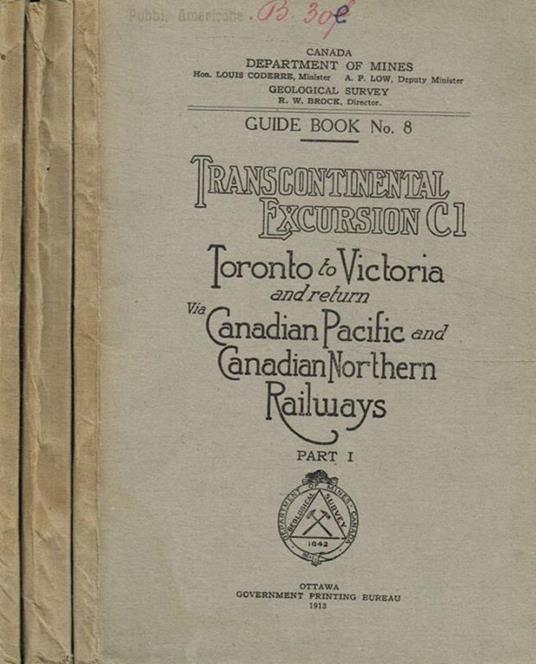 Pubbl. Americane
B. 30
CANADA
DEPARTMENT OF MINES
Hon. LOUIS CODERRE, Minister A. P. LOW, Deputy Minister
GEOLOGICAL SURVEY
R. W. BROCK, Director.
GUIDE BOOK No. 8
TRANSCONTINENTAL
EXCURSION C1
Toronto to Victoria
and return
Via Canadian Pacific and
Canadian Northern
Railways
PART I
DEPARTMENT OF MINES CANADA
GEOLOGICAL SURVEY
1842
OTTAWA
GOVERNMENT PRINTING BUREAU
1913